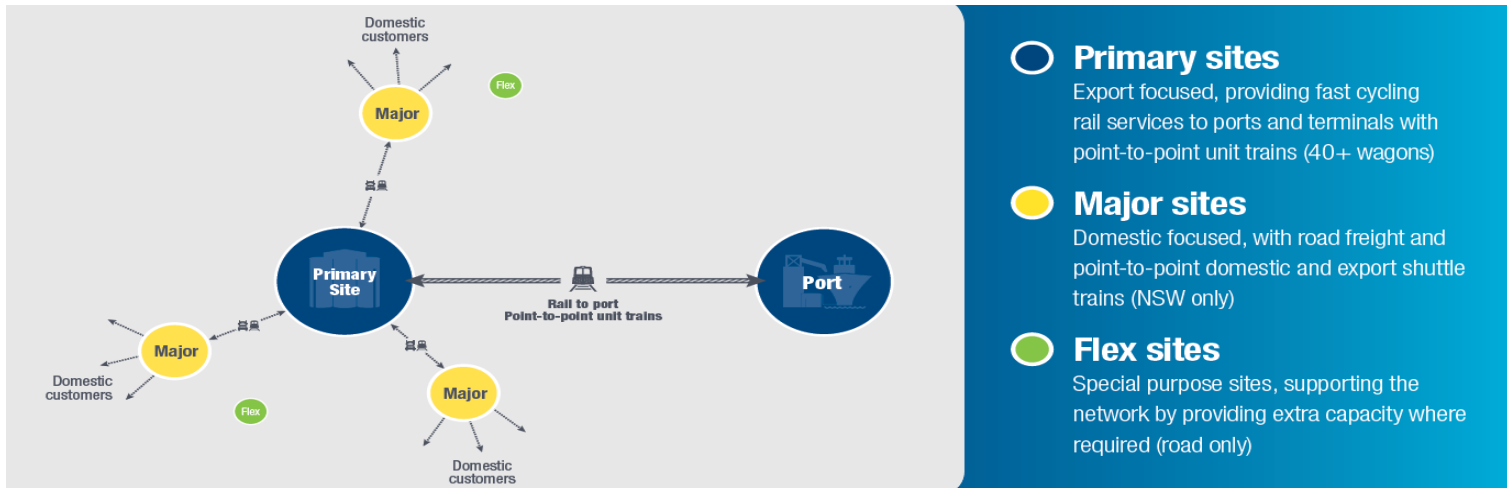 Domestic
customers
Flex
Major
Primary
Site
Rail to port
Point-to-point unit trains
Port
Major
Domestic
customers
Flex
Major
Domestic
customers
Primary sites
Export focused, providing fast cycling
rail services to ports and terminals with
point-to-point unit trains (40+ wagons)
Major sites
Domestic focused, with road freight and
point-to-point domestic and export shuttle
trains (NSW only)
Flex sites
Special purpose sites, supporting the
network by providing extra capacity where
required (road only)